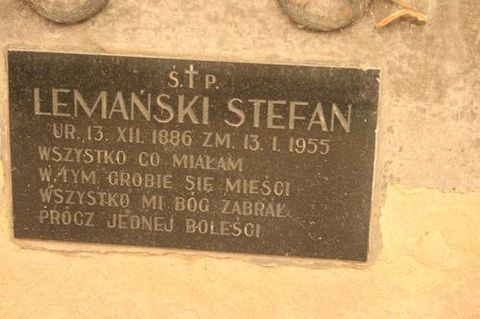 Ś.†P.
LEMAŃSKI STEFAN
UR. 13. XII. 1886 ZM. 13. I. 1955
WSZYSTKO CO MIAŁAM
W TYM GROBIE SIĘ MIEŚCI
WSZYSTKO MI BÓG ZABRAŁ
PRÓCZ JEDNEJ BOLEŚCI